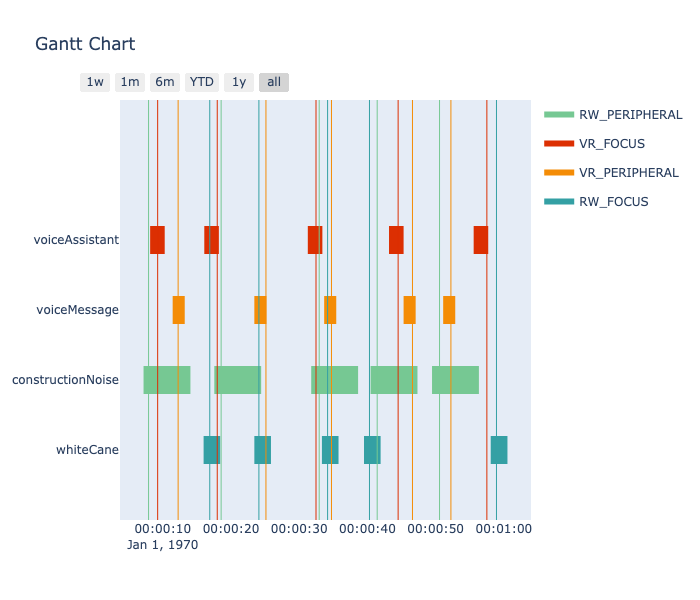 Gantt Chart
1w 1m 6m YTD 1y all
RW_PERIPHERAL
VR_FOCUS
VR_PERIPHERAL
RW_FOCUS
voiceAssistant
voiceMessage
constructionNoise
whiteCane
00:00:10 00:00:20 00:00:30 00:00:40 00:00:50 00:01:00
Jan 1, 1970